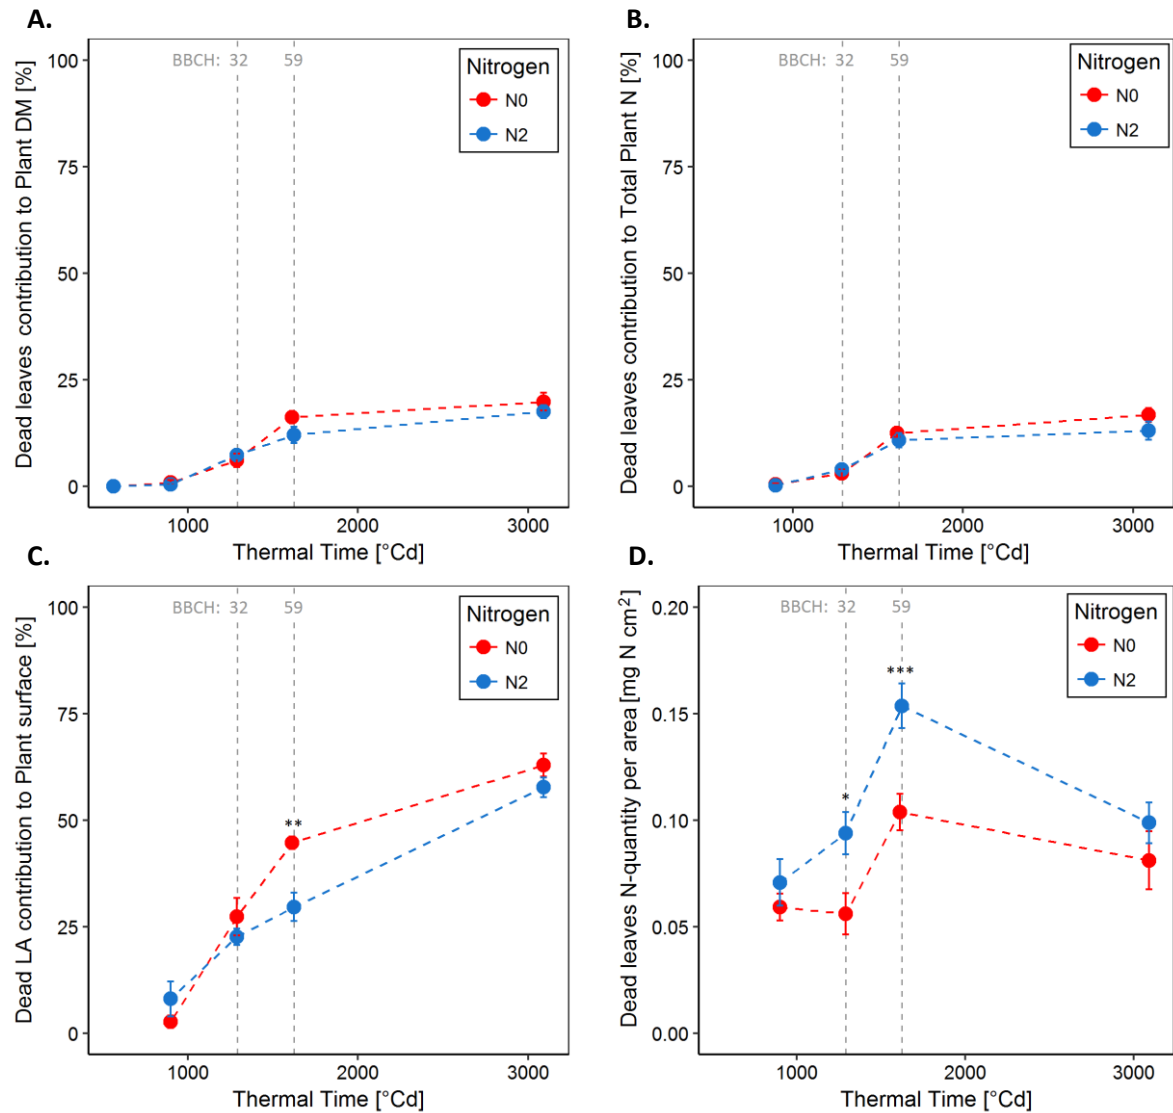 A.
Dead leaves contribution to Plant DM [%]
100
75
50
25
0
BBCH: 32 59
Nitrogen
N0
N2
1000 2000 3000
Thermal Time [°Cd]
B.
Dead leaves contribution to Total Plant N [%]
100
75
50
25
0
BBCH: 32 59
Nitrogen
N0
N2
1000 2000 3000
Thermal Time [°Cd]
C.
Dead LA contribution to Plant surface [%]
100
75
50
25
0
BBCH: 32 59
Nitrogen
N0
N2
**
1000 2000 3000
Thermal Time [°Cd]
D.
Dead leaves N-quantity per area [mg N cm²]
0.20
0.15
0.10
0.05
0.00
BBCH: 32 59
Nitrogen
N0
N2
***
*
1000 2000 3000
Thermal Time [°Cd]